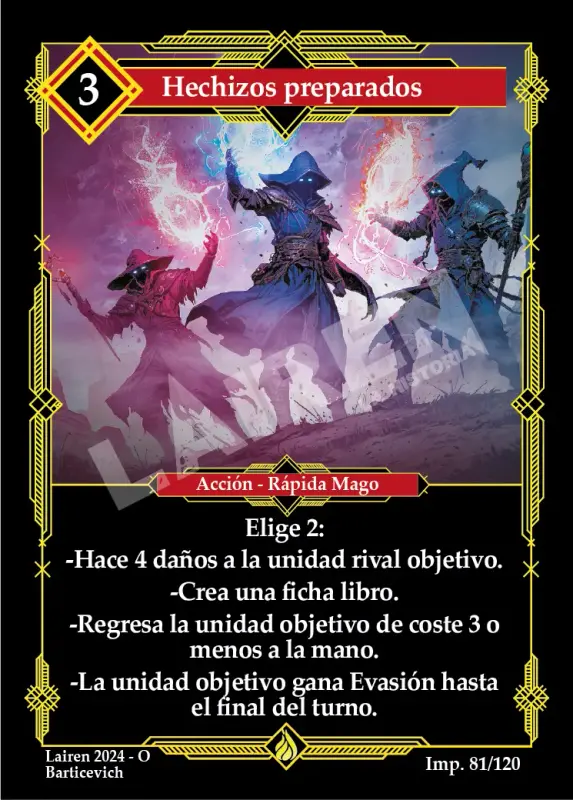 3
Hechizos preparados
LAIREN
LA
HISTORIA
Acción - Rápida Mago
Elige 2:
-Hace 4 daños a la unidad rival objetivo.
-Crea una ficha libro.
-Regresa la unidad objetivo de coste 3 o
menos a la mano.
-La unidad objetivo gana Evasión hasta
el final del turno.
Lairen 2024 - O
Barticevich
Imp. 81/120